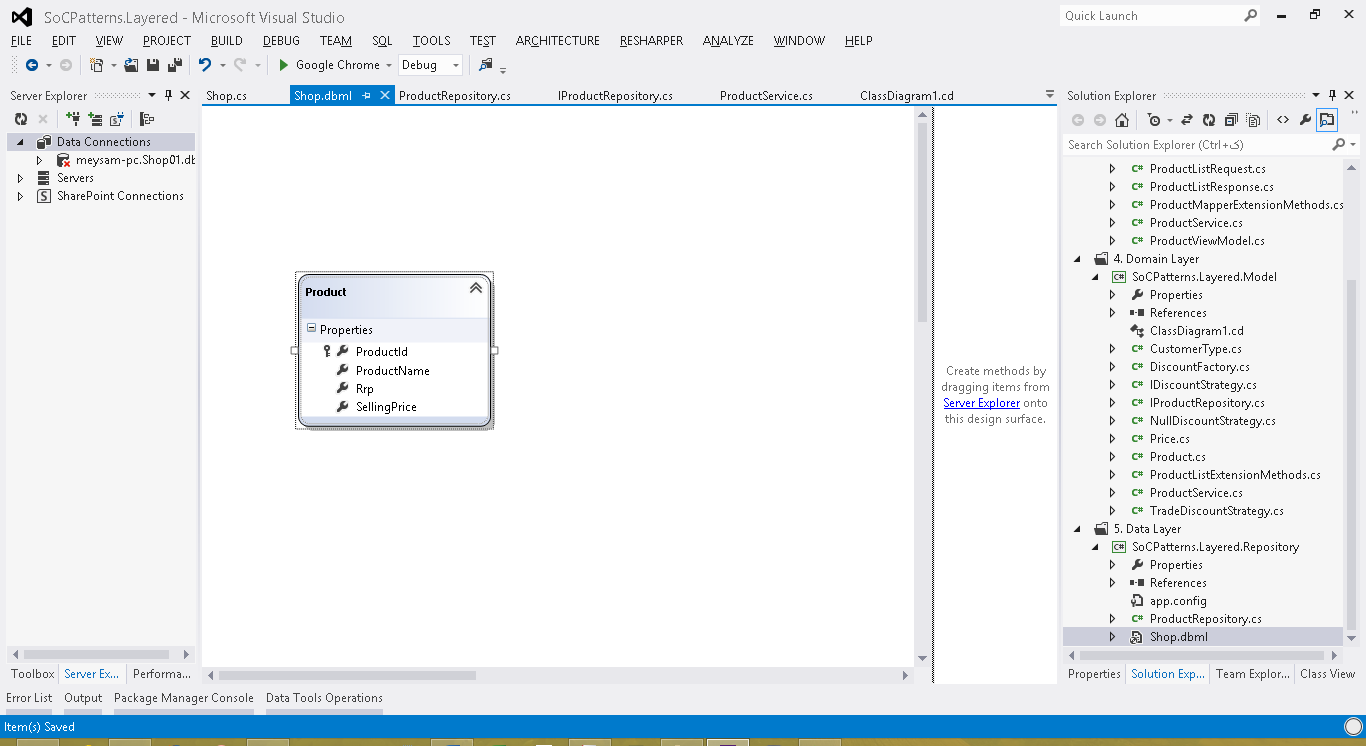 SoCPatterns.Layered - Microsoft Visual Studio
Quick Launch
FILE EDIT VIEW PROJECT BUILD DEBUG TEAM SQL TOOLS TEST ARCHITECTURE RESHARPER ANALYZE WINDOW HELP
Google Chrome Debug
Server Explorer
Data Connections
meysam-pc.Shop01.db
Servers
SharePoint Connections
Toolbox Server Ex... Performa...
Shop.cs Shop.dbml ProductRepository.cs IProductRepository.cs ProductService.cs ClassDiagram1.cd
Product
Properties
ProductId
ProductName
Rrp
SellingPrice
Create methods by
dragging items from
Server Explorer onto
this design surface.
Solution Explorer
Search Solution Explorer (Ctrl+ک)
ProductListRequest.cs
ProductListResponse.cs
ProductMapperExtensionMethods.cs
ProductService.cs
ProductViewModel.cs
4. Domain Layer
C# SoCPatterns.Layered.Model
Properties
References
ClassDiagram1.cd
CustomerType.cs
DiscountFactory.cs
IDiscountStrategy.cs
IProductRepository.cs
NullDiscountStrategy.cs
Price.cs
Product.cs
ProductListExtensionMethods.cs
ProductService.cs
TradeDiscountStrategy.cs
5. Data Layer
C# SoCPatterns.Layered.Repository
Properties
References
app.config
ProductRepository.cs
Shop.dbml
Properties Solution Exp... Team Explor... Class View
Error List Output Package Manager Console Data Tools Operations
Item(s) Saved